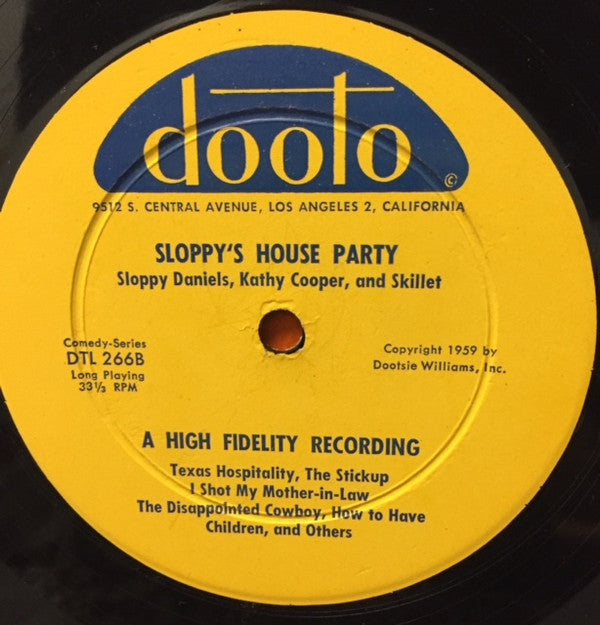 dooto
©
9512 S. CENTRAL AVENUE, LOS ANGELES 2, CALIFORNIA
SLOPPY'S HOUSE PARTY
Sloppy Daniels, Kathy Cooper, and Skillet
Comedy-Series
DTL 266B
Long Playing
33⅓ RPM
Copyright 1959 by
Dootsie Williams, Inc.
A HIGH FIDELITY RECORDING
Texas Hospitality, The Stickup
I Shot My Mother-in-Law
The Disappointed Cowboy, How to Have
Children, and Others